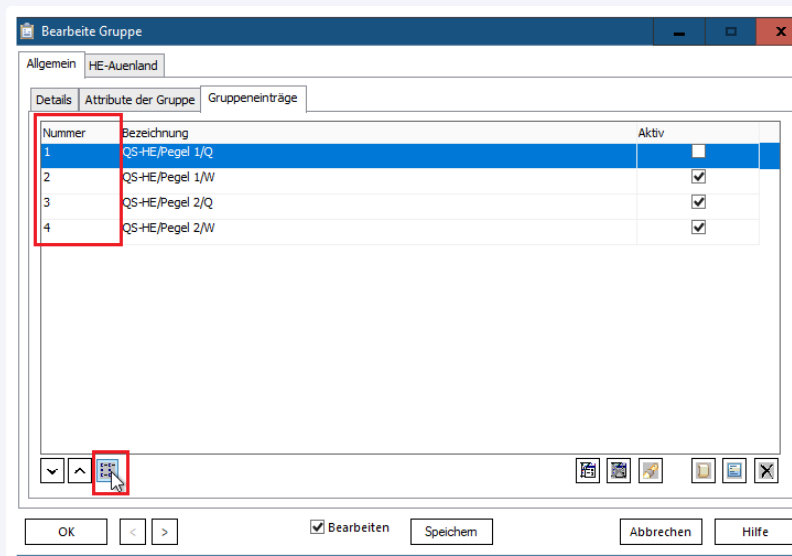 Bearbeite Gruppe
Allgemein HE-Auenland
Details Attribute der Gruppe Gruppeneinträge
Nummer Bezeichnung Aktiv
1 QS-HE/Pegel 1/Q
2 QS-HE/Pegel 1/W
3 QS-HE/Pegel 2/Q
4 QS-HE/Pegel 2/W
OK < > Bearbeiten Speichern Abbrechen Hilfe